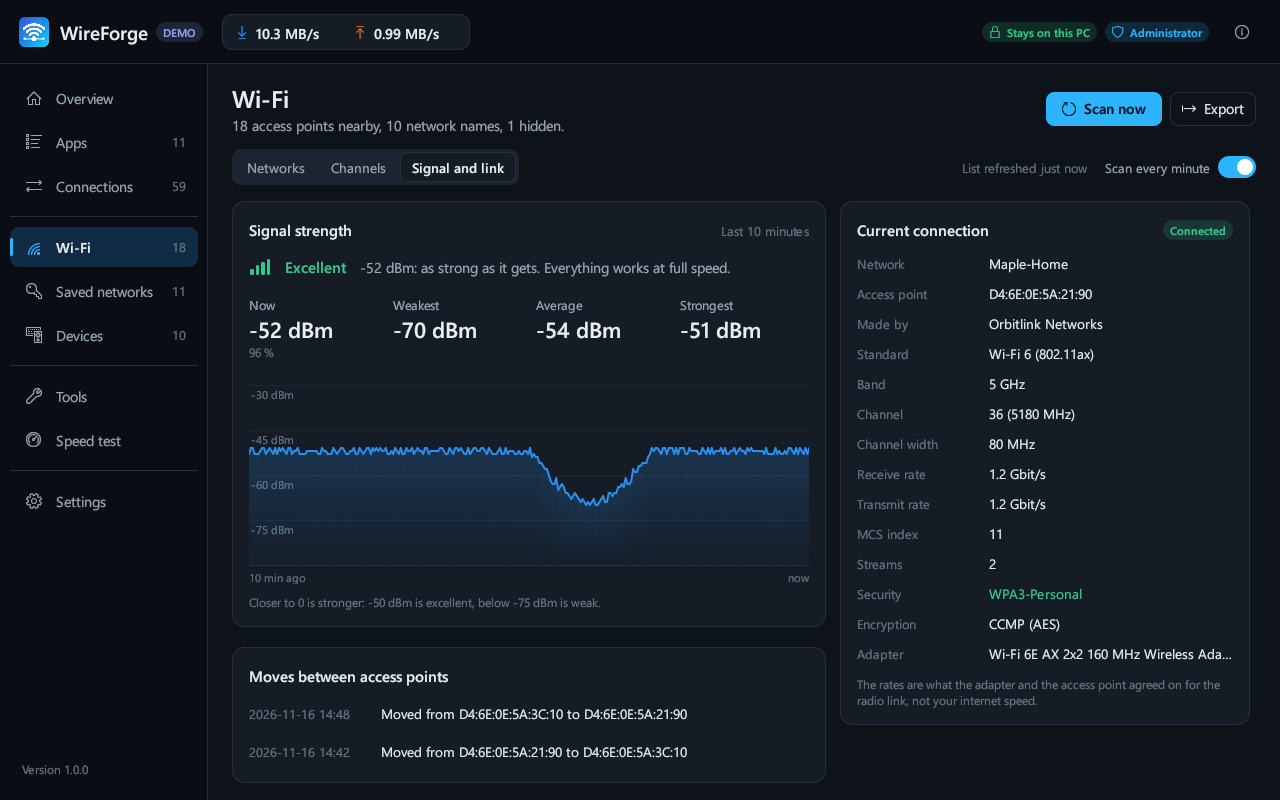 WireForge DEMO
10.3 MB/s 0.99 MB/s
Stays on this PC Administrator
Overview
Apps 11
Connections 59
Wi-Fi 18
Saved networks 11
Devices 10
Tools
Speed test
Settings
Version 1.0.0
Wi-Fi
18 access points nearby, 10 network names, 1 hidden.
Scan now Export
Networks Channels Signal and link
List refreshed just now Scan every minute
Signal strength Last 10 minutes
Excellent -52 dBm: as strong as it gets. Everything works at full speed.
Now Weakest Average Strongest
-52 dBm -70 dBm -54 dBm -51 dBm
96 %
-30 dBm
-45 dBm
-60 dBm
-75 dBm
10 min ago now
Closer to 0 is stronger: -50 dBm is excellent, below -75 dBm is weak.
Moves between access points
2026-11-16 14:48 Moved from D4:6E:0E:5A:3C:10 to D4:6E:0E:5A:21:90
2026-11-16 14:42 Moved from D4:6E:0E:5A:21:90 to D4:6E:0E:5A:3C:10
Current connection Connected
Network Maple-Home
Access point D4:6E:0E:5A:21:90
Made by Orbitlink Networks
Standard Wi-Fi 6 (802.11ax)
Band 5 GHz
Channel 36 (5180 MHz)
Channel width 80 MHz
Receive rate 1.2 Gbit/s
Transmit rate 1.2 Gbit/s
MCS index 11
Streams 2
Security WPA3-Personal
Encryption CCMP (AES)
Adapter Wi-Fi 6E AX 2x2 160 MHz Wireless Ada...
The rates are what the adapter and the access point agreed on for the
radio link, not your internet speed.